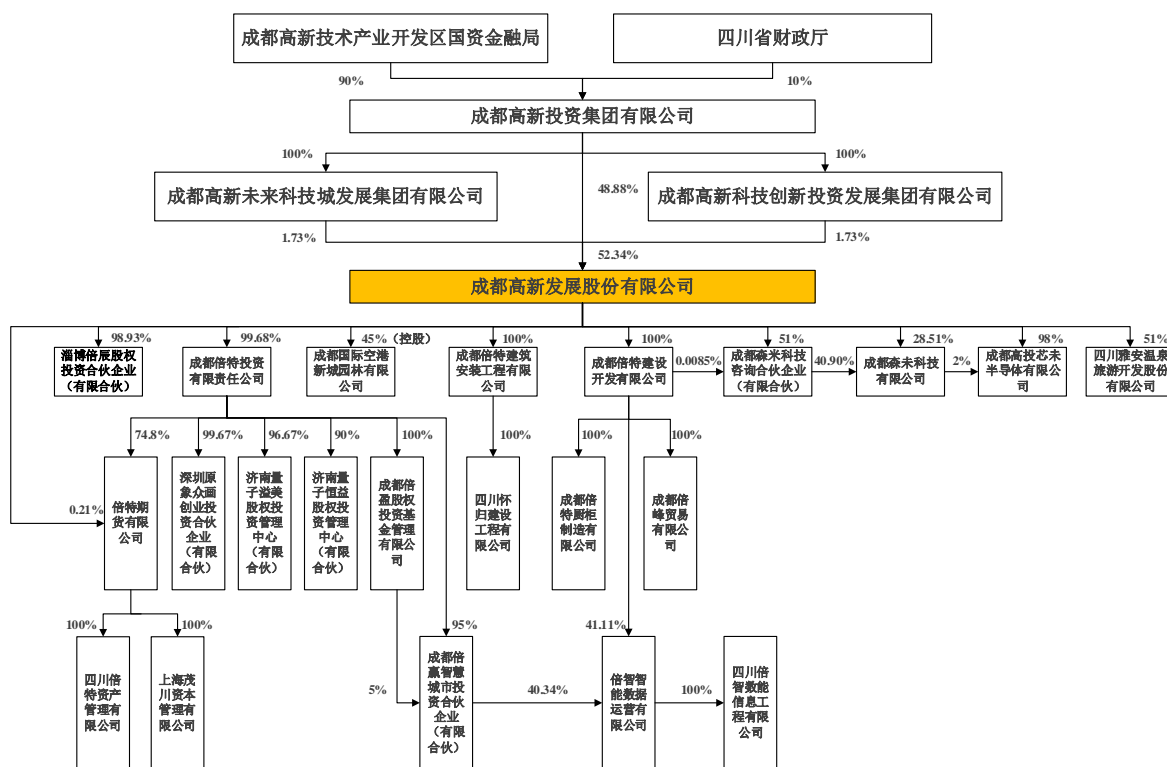 成都高新技术产业开发区国资金融局
四川省财政厅
90%
10%
成都高新投资集团有限公司
100%
100%
成都高新未来科技城发展集团有限公司
48.88%
成都高新科技创新投资发展集团有限公司
1.73%
1.73%
52.34%
成都高新发展股份有限公司
98.93%
99.68%
45%（控股）
100%
100%
51%
28.51%
98%
51%
淄博倍辰股权
投资合伙企业
（有限合伙）
成都倍特投资
有限责任公司
成都国际空港
新城园林有限
公司
成都倍特建筑
安装工程有限
公司
成都倍特建设
开发有限公司
0.0085%
成都森米科技
咨询合伙企业
（有限合伙）
40.90%
成都森未科技
有限公司
2%
成都高投芯未
半导体有限公
司
四川雅安温泉
旅游开发股份
有限公司
74.8%
99.67%
96.67%
90%
100%
100%
100%
100%
0.21%
倍特期
货有限
公司
深圳原
象众画
创业投
资合伙
企业
（有限
合伙）
济南量
子溢美
股权投
资管理
中心
（有限
合伙）
济南量
子恒益
股权投
资管理
中心
（有限
合伙）
成都倍
盈股权
投资基
金管理
有限公
司
四川怀
归建设
工程有
限公司
成都倍
特厨柜
制造有
限公司
成都倍
峰贸易
有限公
司
100%
100%
95%
41.11%
四川倍
特资产
管理有
限公司
上海茂
川资本
管理有
限公司
5%
成都倍
赢智慧
城市投
资合伙
企业
（有限
合伙）
40.34%
倍智智
能数据
运营有
限公司
100%
四川倍
智数能
信息工
程有限
公司